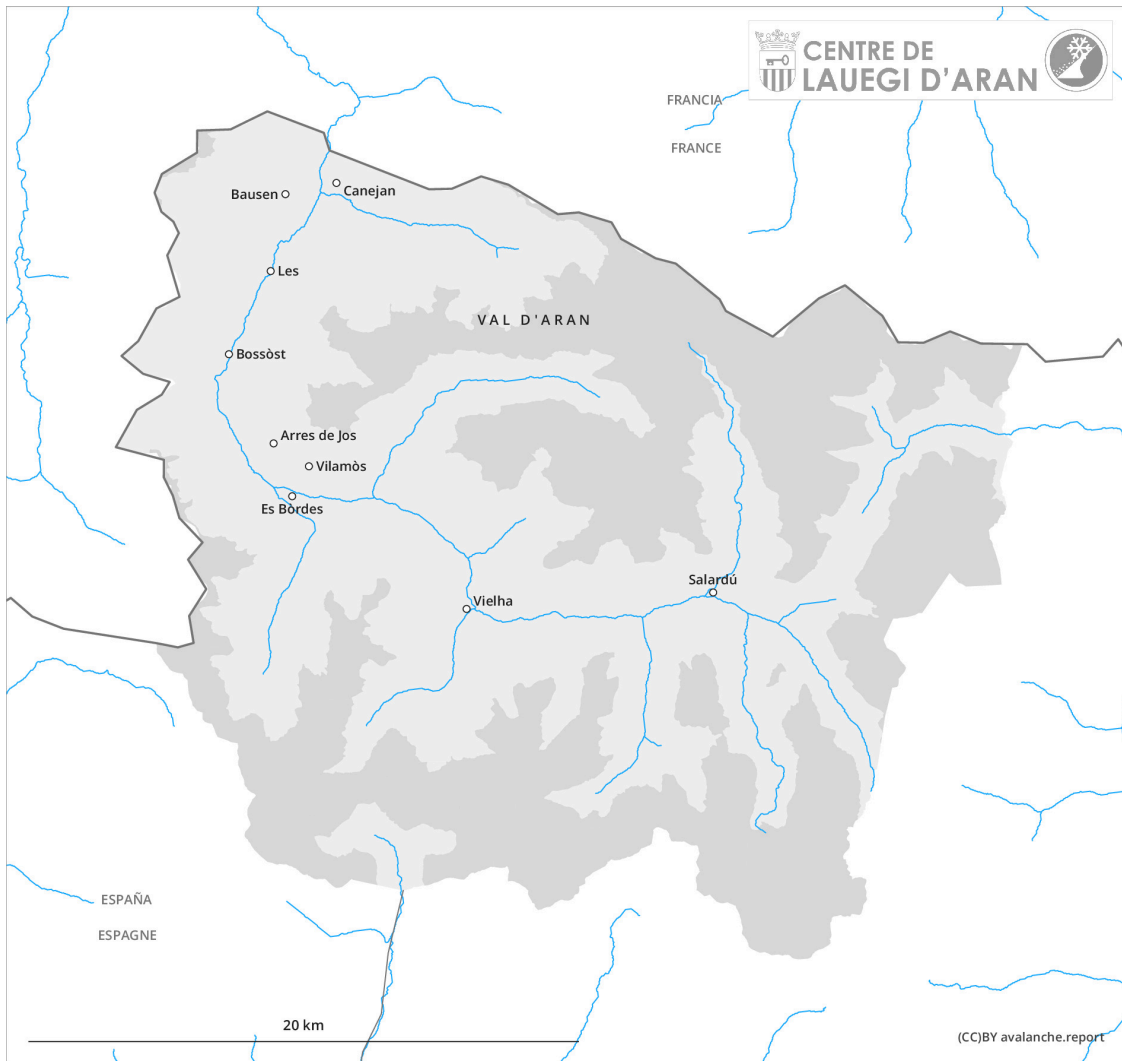 CENTRE DE
LAUEGI D'ARAN
FRANCIA
FRANCE
Bausen
Canejan
Les
VAL D'ARAN
Bossòst
Arres de Jos
Vilamòs
Es Bòrdes
Salardú
Vielha
ESPAÑA
ESPAGNE
20 km
(CC)BY avalanche.report